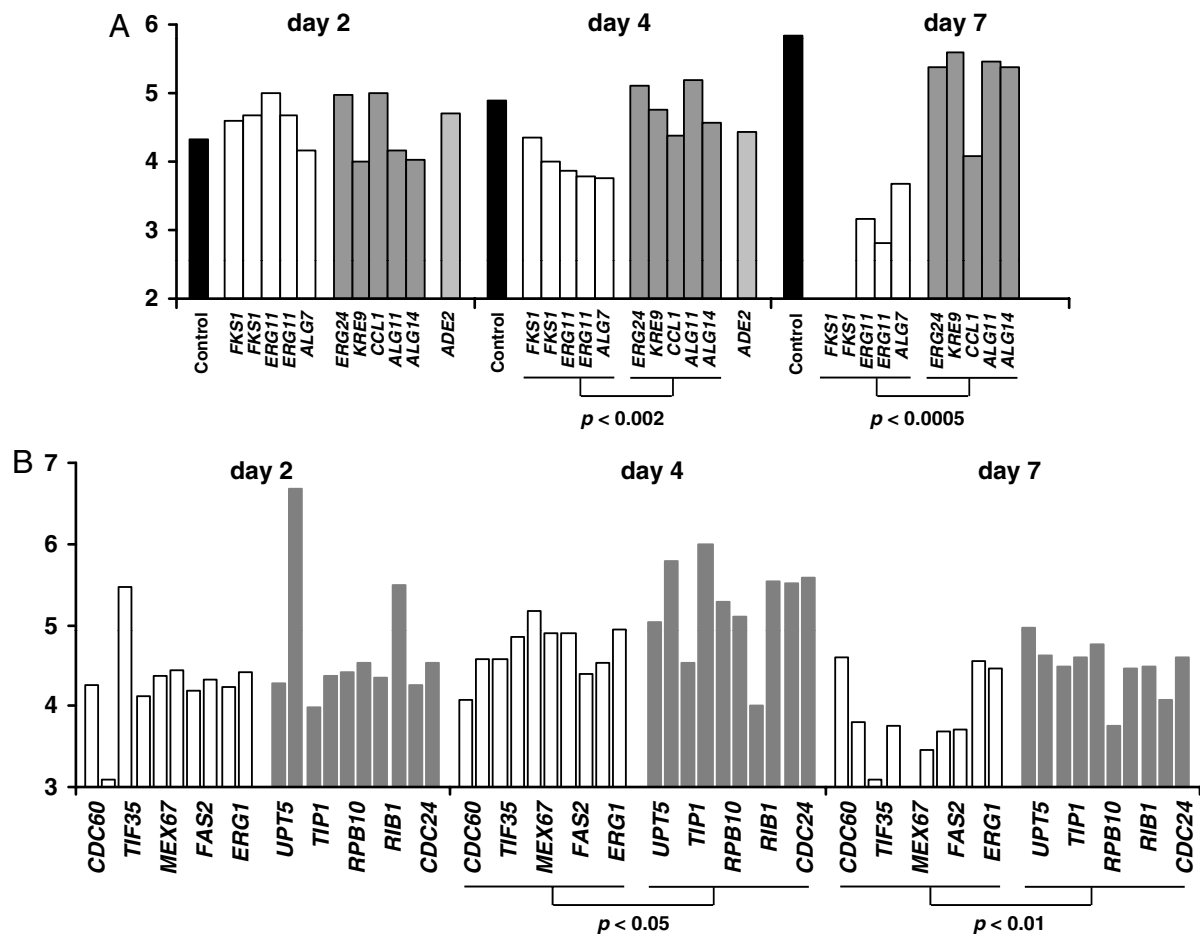 A
day 2
day 4
day 7
6
5
4
3
2
Control
FKS1
FKS1
ERG11
ERG11
ALG7
ERG24
KRE9
CCL1
ALG11
ALG14
ADE2
Control
FKS1
FKS1
ERG11
ERG11
ALG7
ERG24
KRE9
CCL1
ALG11
ALG14
ADE2
Control
FKS1
FKS1
ERG11
ERG11
ALG7
ERG24
KRE9
CCL1
ALG11
ALG14
p < 0.002
p < 0.0005
B
day 2
day 4
day 7
7
6
5
4
3
CDC60
TIF35
MEX67
FAS2
ERG1
UPT5
TIP1
RPB10
RIB1
CDC24
CDC60
TIF35
MEX67
FAS2
ERG1
UPT5
TIP1
RPB10
RIB1
CDC24
CDC60
TIF35
MEX67
FAS2
ERG1
UPT5
TIP1
RPB10
RIB1
CDC24
p < 0.05
p < 0.01